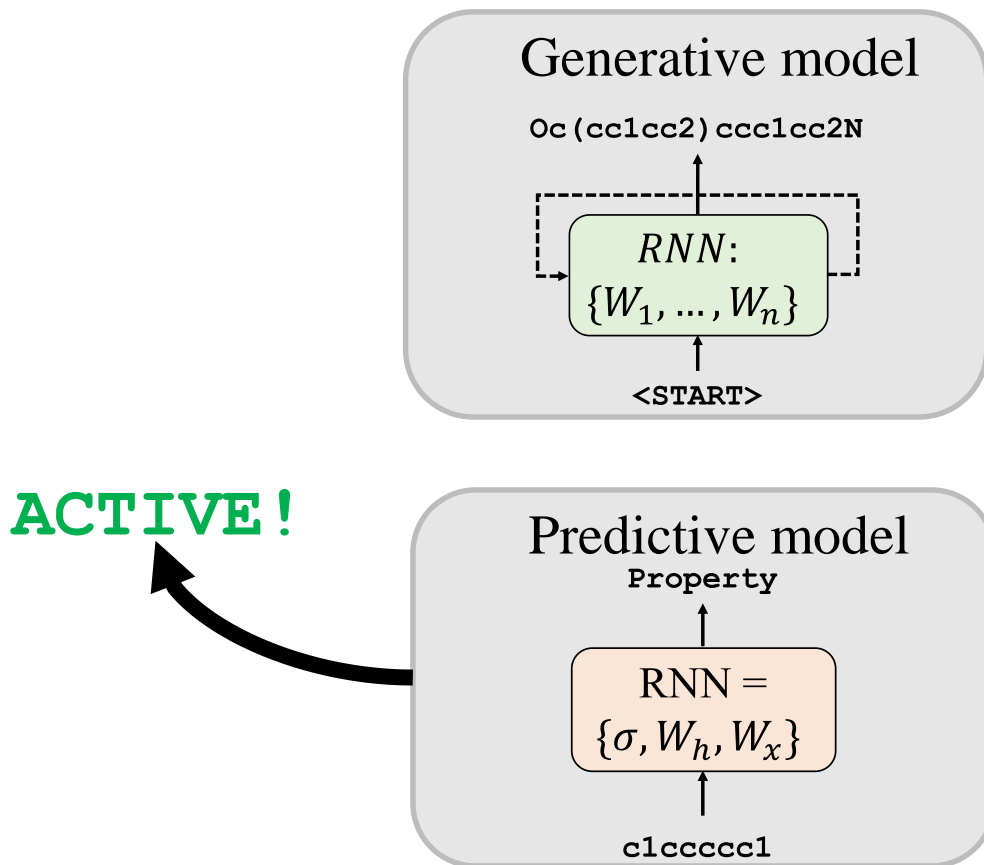 Generative model
Oc(cc1cc2)ccc1cc2N
RNN:
{W₁, … , Wₙ}
<START>
ACTIVE!
Predictive model
Property
RNN =
{σ, Wₕ, Wₓ}
c1ccccc1